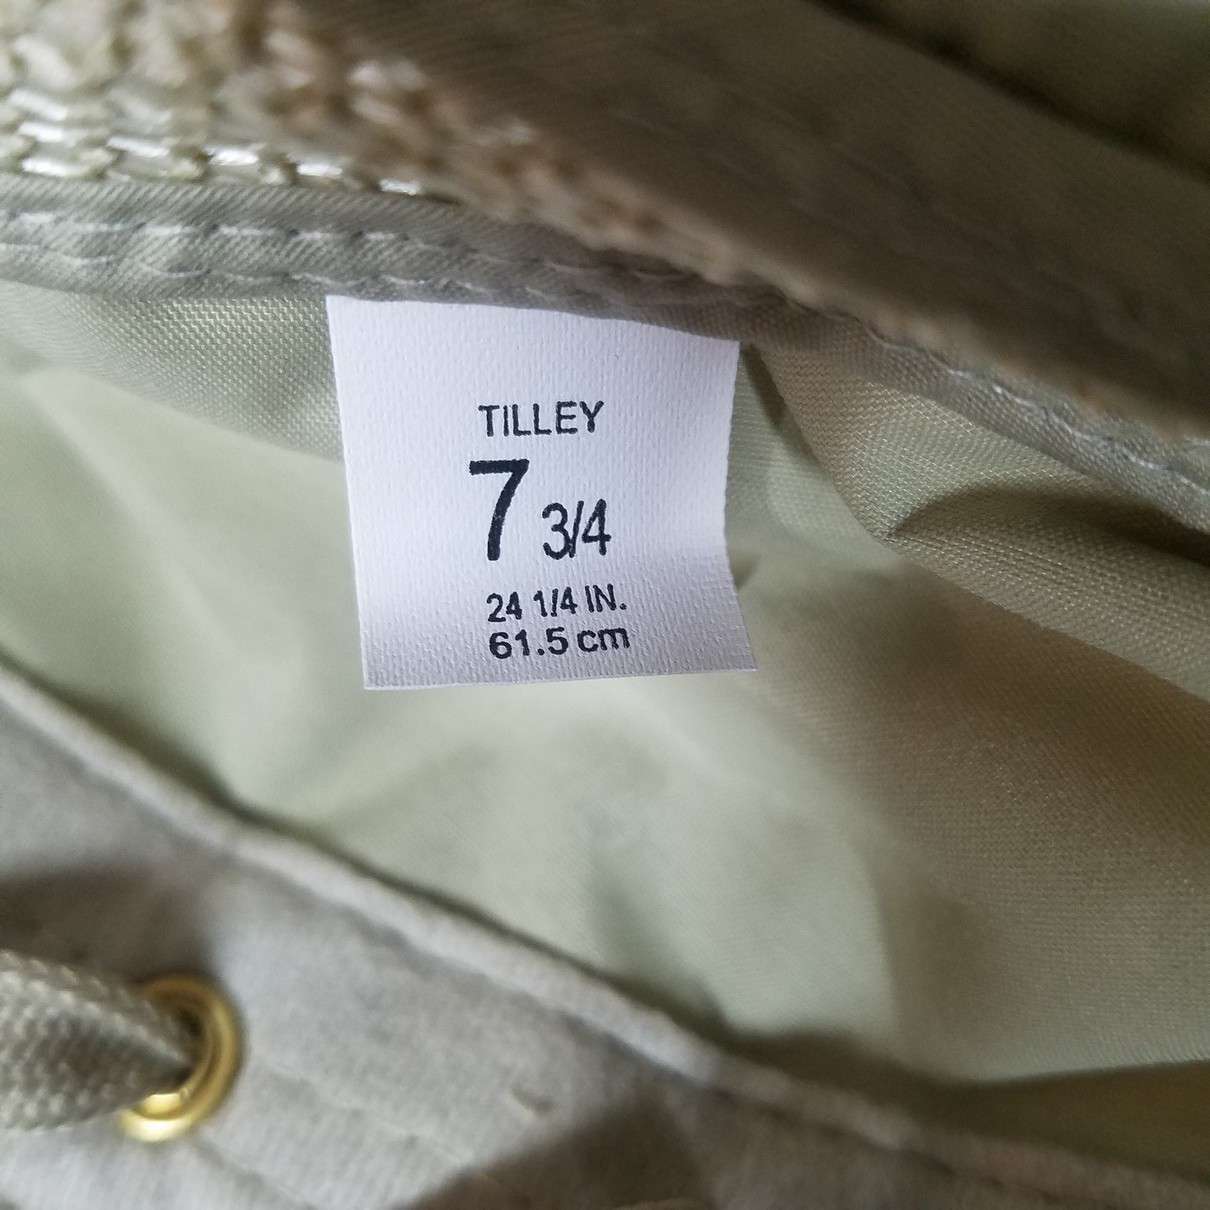 TILLEY
7 3/4
24 1/4 IN.
61.5 cm